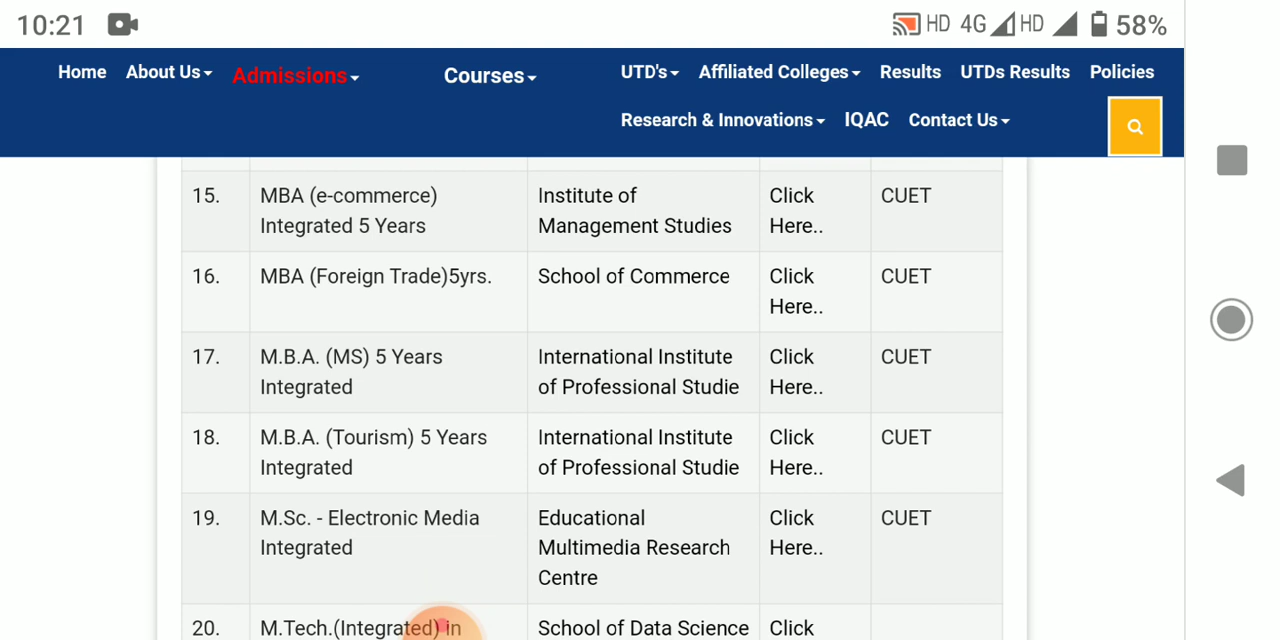 10:21 HD 4G HD 58%
Home About Us Admissions Courses UTD's Affiliated Colleges Results UTDs Results Policies
Research & Innovations IQAC Contact Us
15. MBA (e-commerce) Institute of Click CUET
Integrated 5 Years Management Studies Here..
16. MBA (Foreign Trade)5yrs. School of Commerce Click CUET
Here..
17. M.B.A. (MS) 5 Years International Institute Click CUET
Integrated of Professional Studie Here..
18. M.B.A. (Tourism) 5 Years International Institute Click CUET
Integrated of Professional Studie Here..
19. M.Sc. - Electronic Media Educational Click CUET
Integrated Multimedia Research Here..
Centre
20. M.Tech.(Integrated) in School of Data Science Click